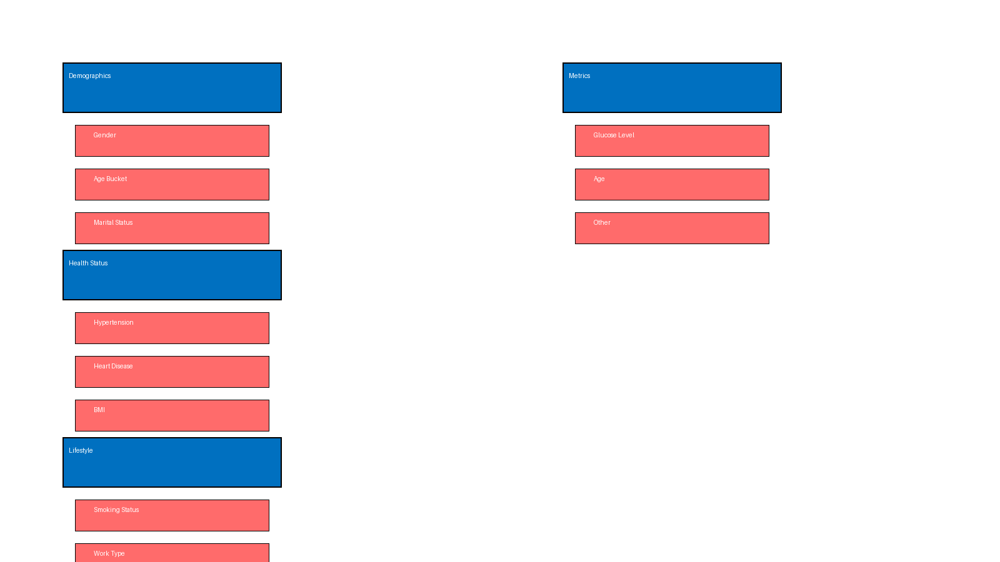 Demographics
Gender
Age Bucket
Marital Status
Health Status
Hypertension
Heart Disease
BMI
Lifestyle
Smoking Status
Work Type
Metrics
Glucose Level
Age
Other